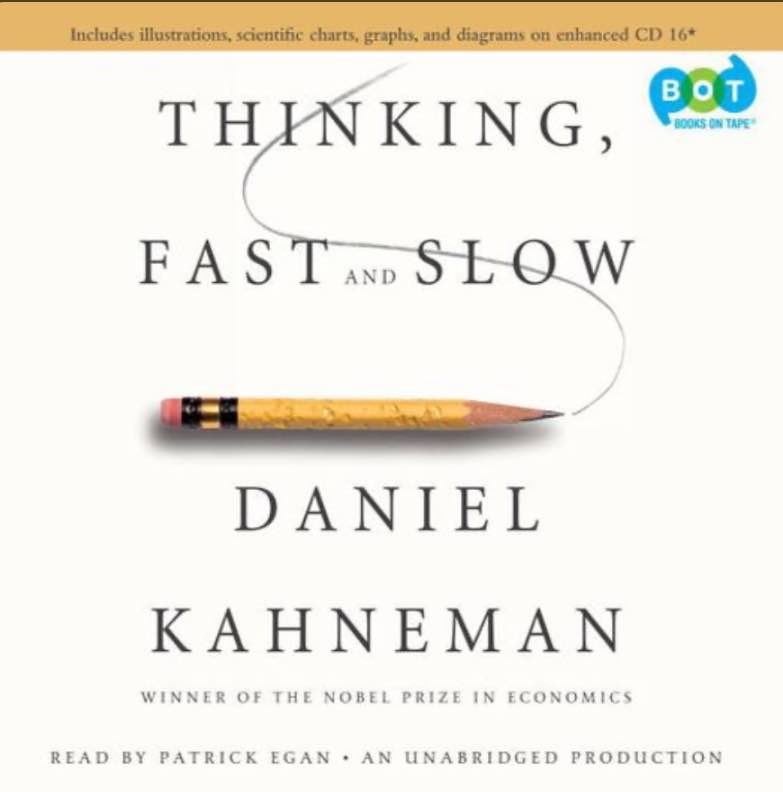 Includes illustrations, scientific charts, graphs, and diagrams on enhanced CD 16*
BOT
BOOKS ON TAPE®
THINKING,
FAST AND SLOW
DANIEL
KAHNEMAN
WINNER OF THE NOBEL PRIZE IN ECONOMICS
READ BY PATRICK EGAN • AN UNABRIDGED PRODUCTION